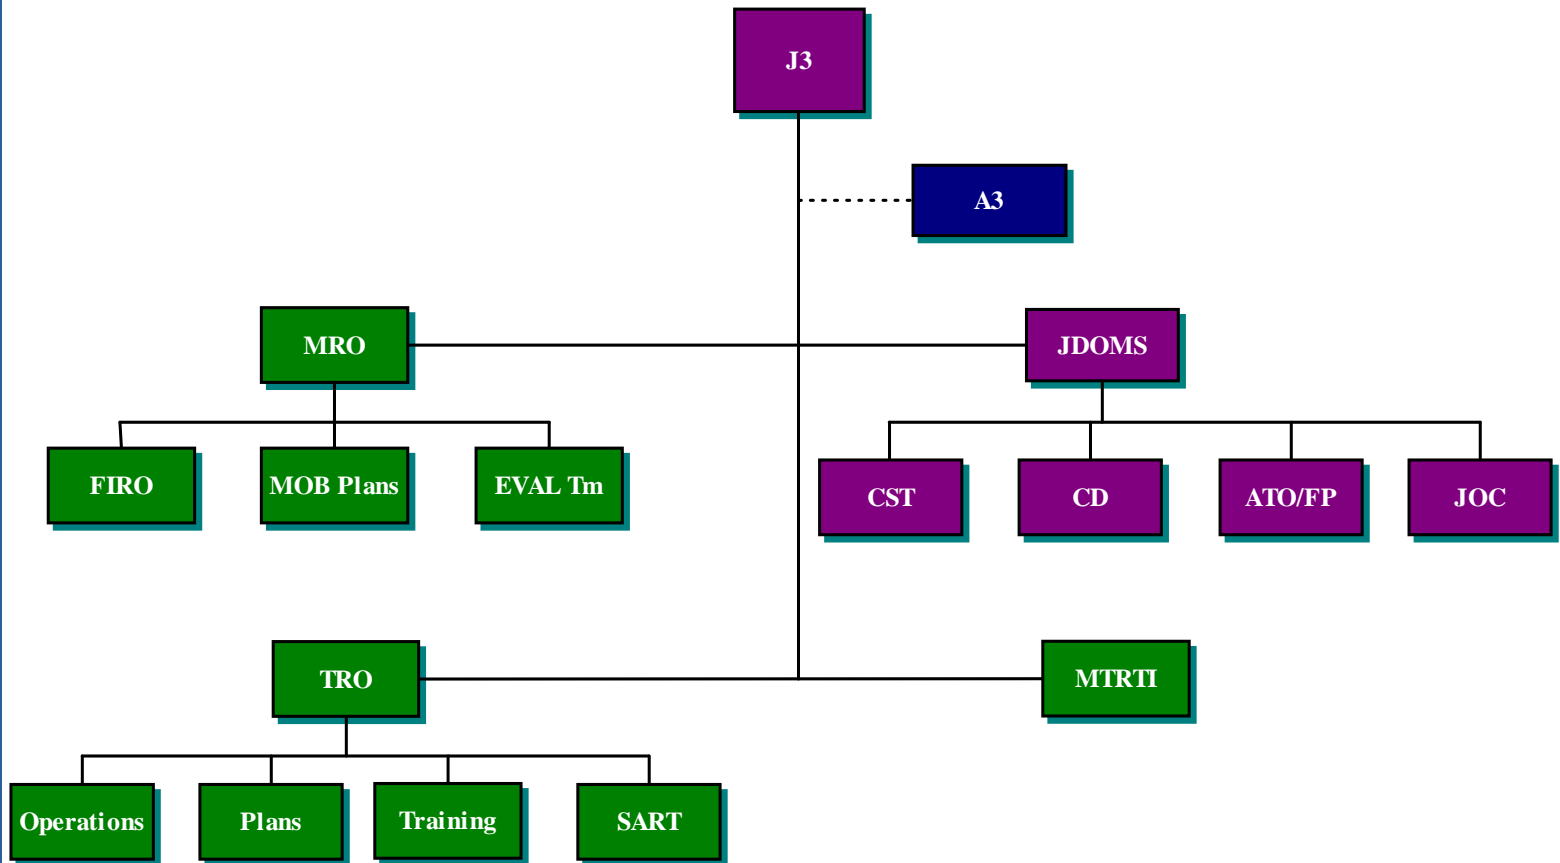 J3
A3
MRO
JDOMS
FIRO
MOB Plans
EVAL Tm
CST
CD
ATO/FP
JOC
TRO
MTRTI
Operations
Plans
Training
SART